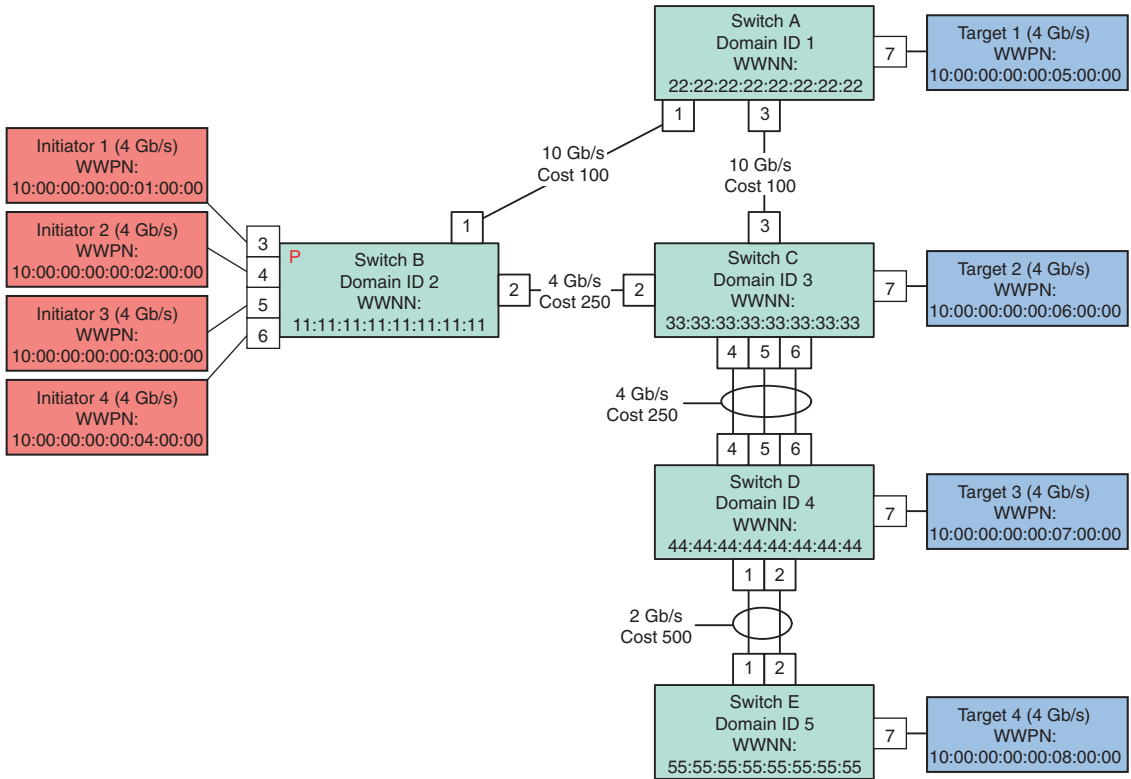 Switch A
Domain ID 1
WWNN:
22:22:22:22:22:22:22:22
1
3
7
Target 1 (4 Gb/s)
WWPN:
10:00:00:00:00:05:00:00
10 Gb/s
Cost 100
10 Gb/s
Cost 100
Initiator 1 (4 Gb/s)
WWPN:
10:00:00:00:00:01:00:00
Initiator 2 (4 Gb/s)
WWPN:
10:00:00:00:00:02:00:00
Initiator 3 (4 Gb/s)
WWPN:
10:00:00:00:00:03:00:00
Initiator 4 (4 Gb/s)
WWPN:
10:00:00:00:00:04:00:00
3
4
5
6
1
P
Switch B
Domain ID 2
WWNN:
11:11:11:11:11:11:11:11
2
4 Gb/s
Cost 250
2
3
Switch C
Domain ID 3
WWNN:
33:33:33:33:33:33:33:33
7
4
5
6
Target 2 (4 Gb/s)
WWPN:
10:00:00:00:00:06:00:00
4 Gb/s
Cost 250
4
5
6
Switch D
Domain ID 4
WWNN:
44:44:44:44:44:44:44:44
7
1
2
Target 3 (4 Gb/s)
WWPN:
10:00:00:00:00:07:00:00
2 Gb/s
Cost 500
1
2
Switch E
Domain ID 5
WWNN:
55:55:55:55:55:55:55:55
7
Target 4 (4 Gb/s)
WWPN:
10:00:00:00:00:08:00:00